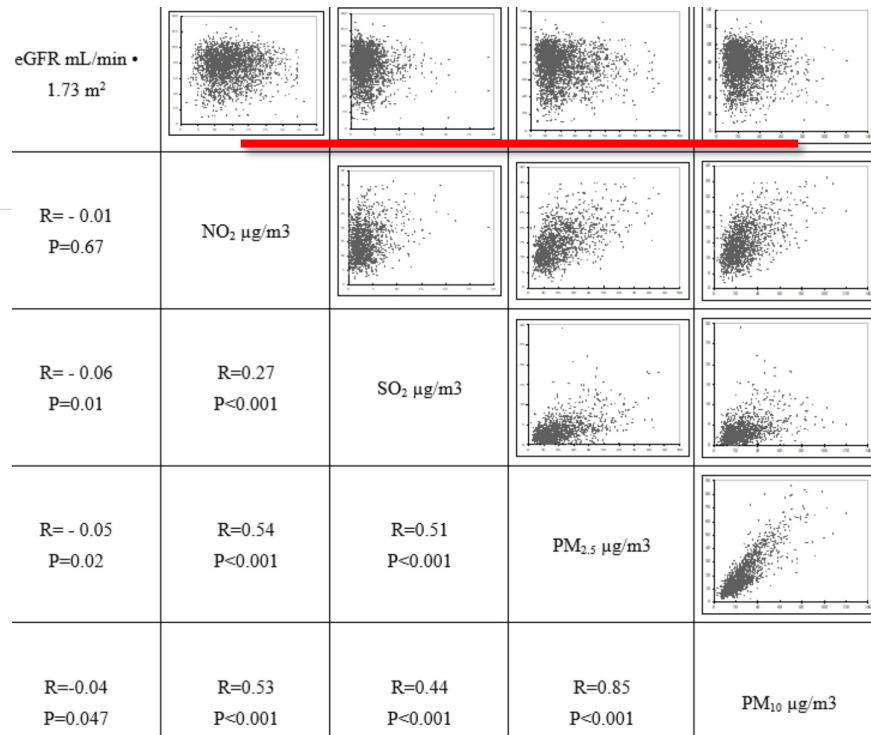 eGFR mL/min •
1.73 m²
R= - 0.01
P=0.67
NO₂ µg/m3
R= - 0.06
P=0.01
R=0.27
P<0.001
SO₂ µg/m3
R= - 0.05
P=0.02
R=0.54
P<0.001
R=0.51
P<0.001
PM₂.₅ µg/m3
R=-0.04
P=0.047
R=0.53
P<0.001
R=0.44
P<0.001
R=0.85
P<0.001
PM₁₀ µg/m3